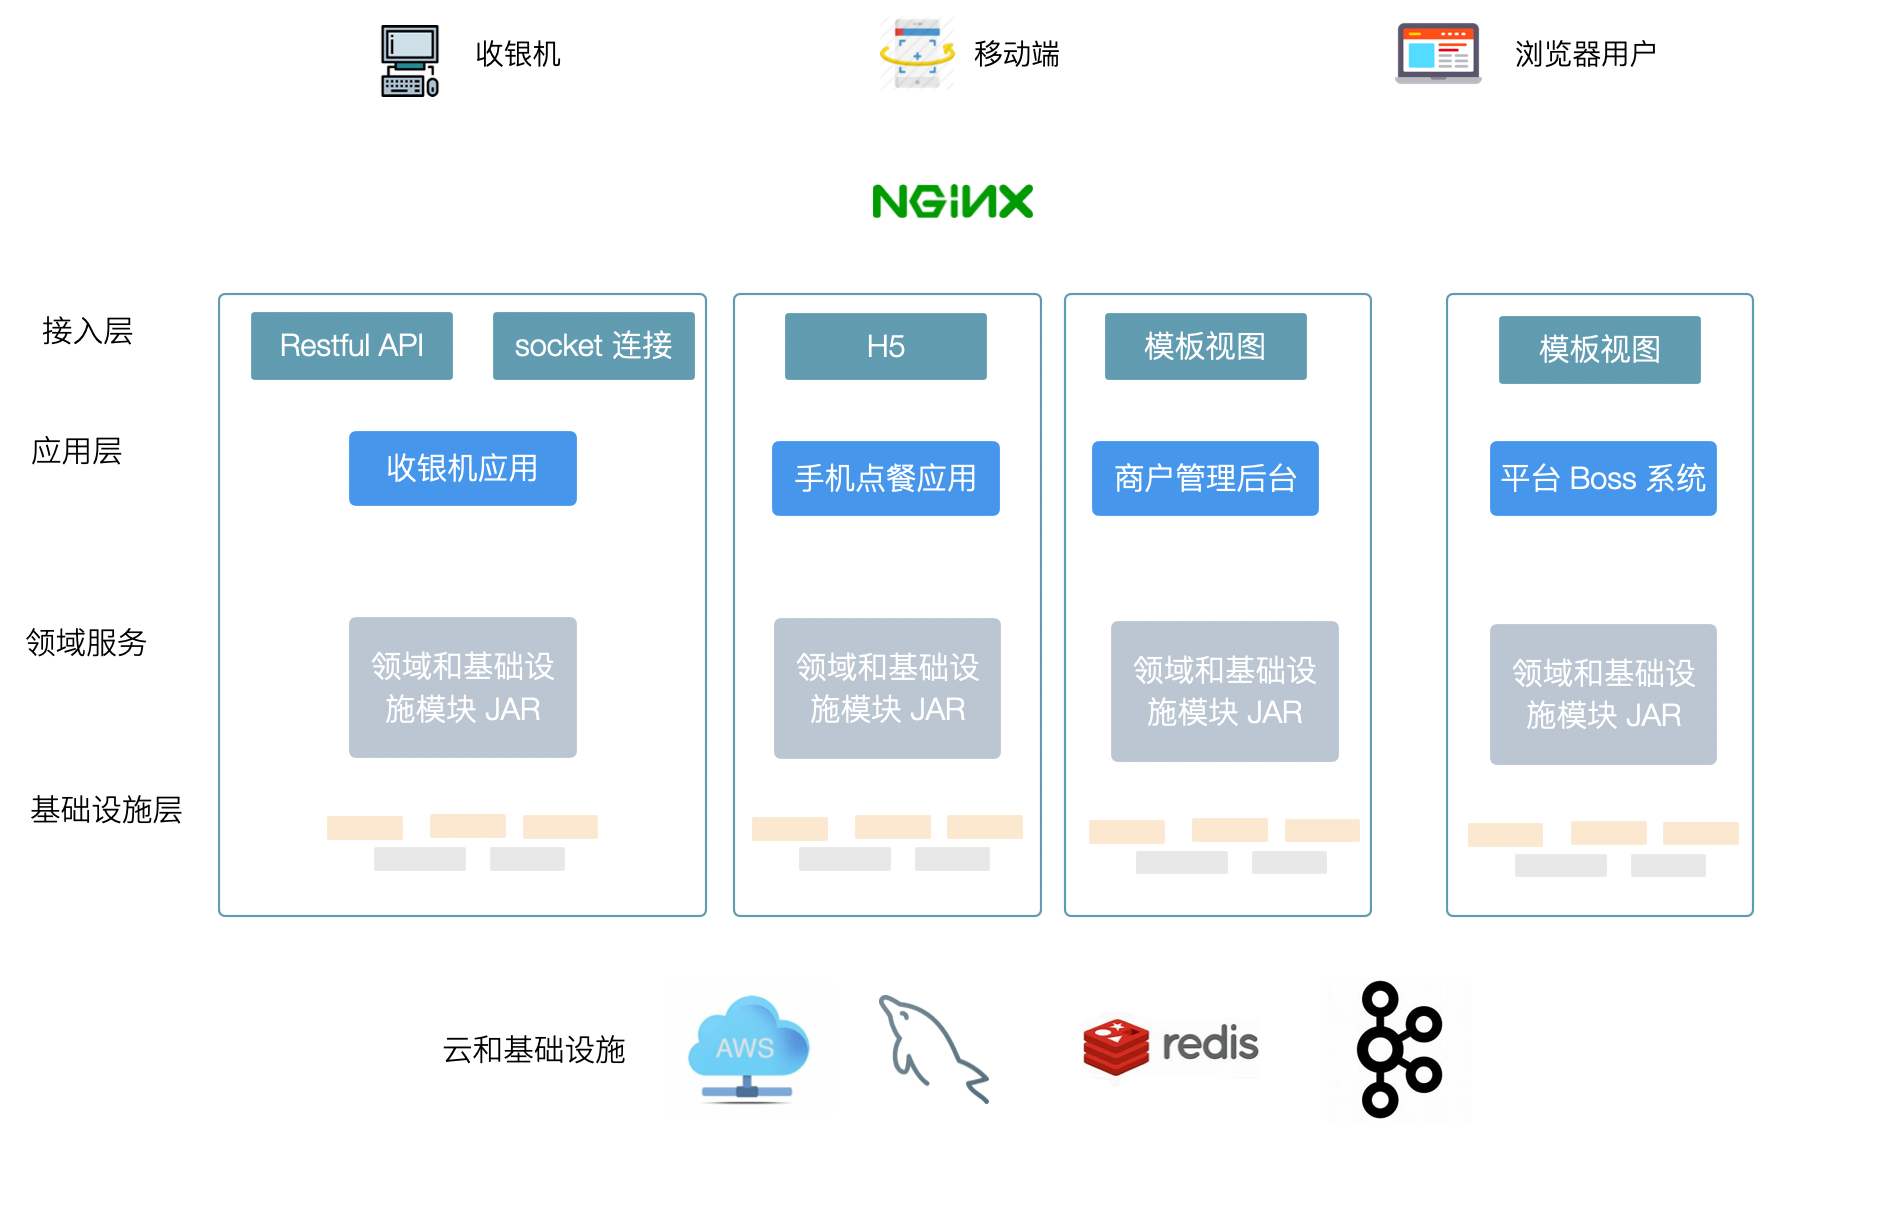 收银机
移动端
浏览器用户
NGINX
接入层
Restful API
socket 连接
H5
模板视图
模板视图
应用层
收银机应用
手机点餐应用
商户管理后台
平台 Boss 系统
领域服务
领域和基础设
施模块 JAR
领域和基础设
施模块 JAR
领域和基础设
施模块 JAR
领域和基础设
施模块 JAR
基础设施层
云和基础设施
AWS
redis